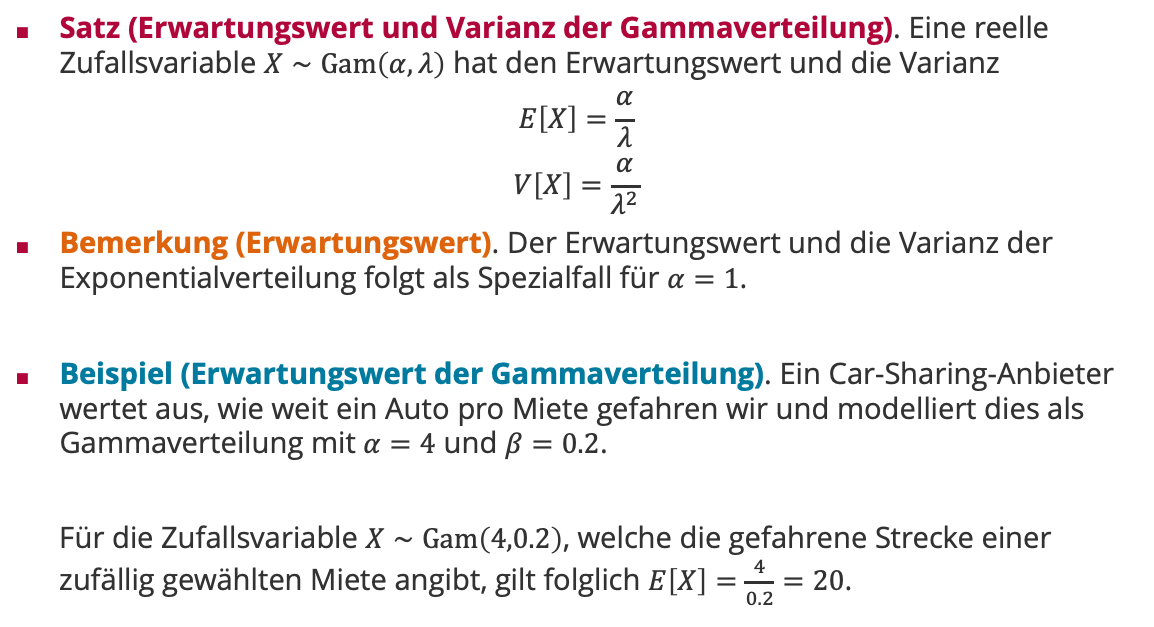 ▪ Satz (Erwartungswert und Varianz der Gammaverteilung). Eine reelle
Zufallsvariable X ~ Gam(α, λ) hat den Erwartungswert und die Varianz
E[X] = α/λ
V[X] = α/λ²
▪ Bemerkung (Erwartungswert). Der Erwartungswert und die Varianz der
Exponentialverteilung folgt als Spezialfall für α = 1.
▪ Beispiel (Erwartungswert der Gammaverteilung). Ein Car-Sharing-Anbieter
wertet aus, wie weit ein Auto pro Miete gefahren wir und modelliert dies als
Gammaverteilung mit α = 4 und β = 0.2.
Für die Zufallsvariable X ~ Gam(4,0.2), welche die gefahrene Strecke einer
zufällig gewählten Miete angibt, gilt folglich E[X] = 4/0.2 = 20.